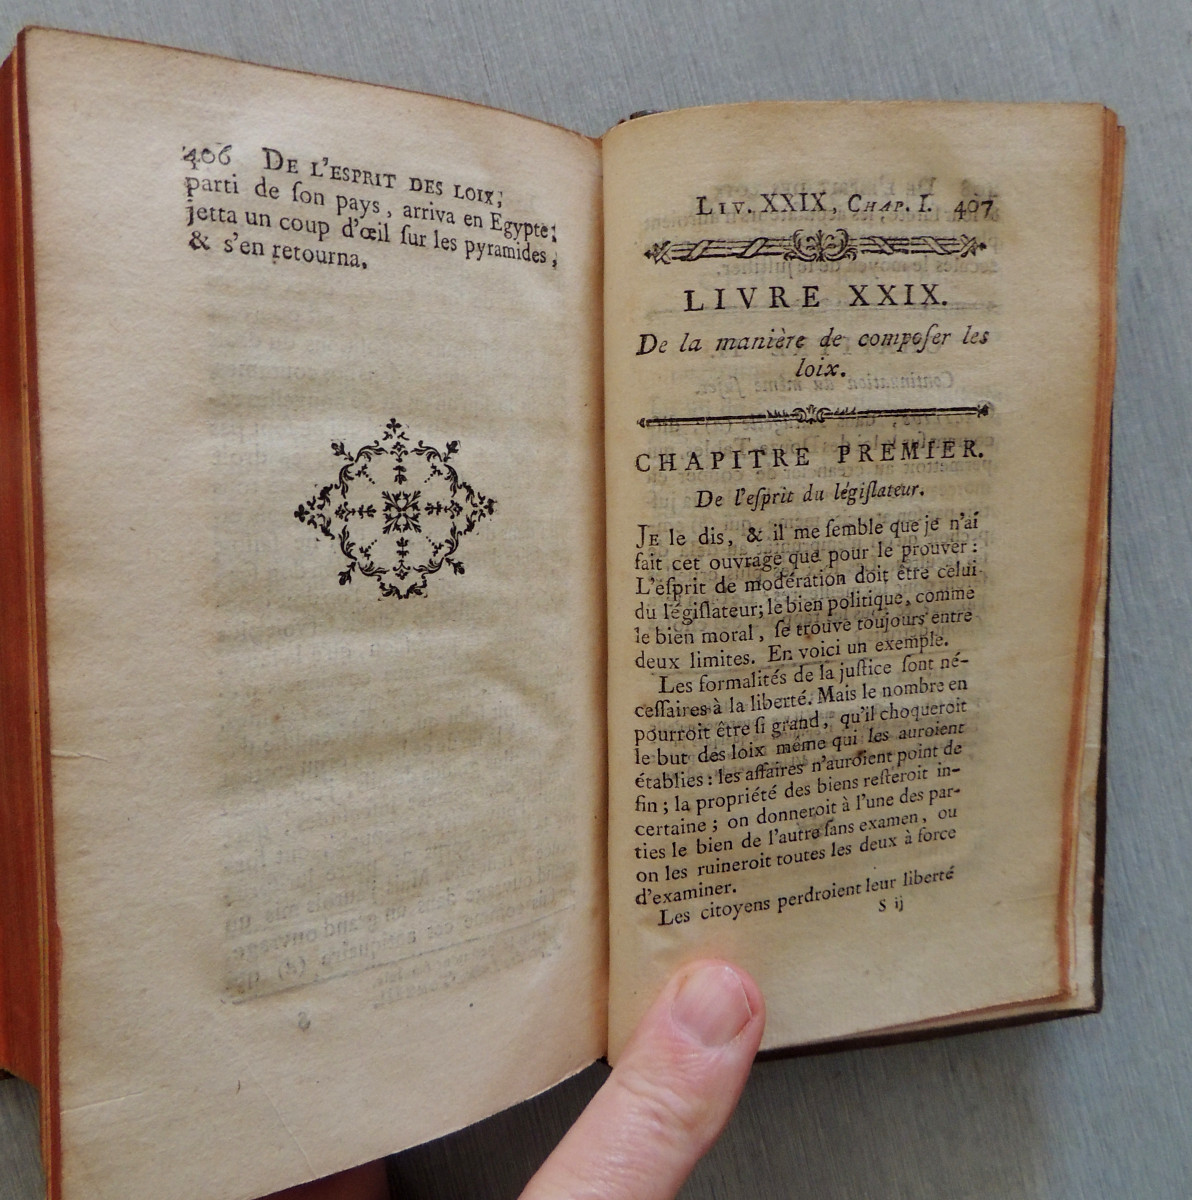 406 DE L'ESPRIT DES LOIX;
parti de ſon pays, arriva en Egypte;
jetta un coup d'œil ſur les pyramides,
& s'en retourna.
LIV. XXIX, CHAP. I. 407
LIVRE XXIX.
De la manière de compoſer les
loix.
CHAPITRE PREMIER.
De l'eſprit du légiſlateur.
JE le dis, & il me ſemble que je n'ai
fait cet ouvrage que pour le prouver:
L'eſprit de modération doit être celui
du légiſlateur; le bien politique, comme
le bien moral, ſe trouve toujours entre
deux limites. En voici un exemple.
Les formalités de la juſtice ſont né-
ceſſaires à la liberté. Mais le nombre en
pourroit être ſi grand, qu'il choqueroit
le but des loix même qui les auroient
établies: les affaires n'auroient point de
fin; la propriété des biens reſteroit in-
certaine; on donneroit à l'une des par-
ties le bien de l'autre ſans examen, ou
on les ruineroit toutes les deux à force
d'examiner.
Les citoyens perdroient leur liberté
S ij